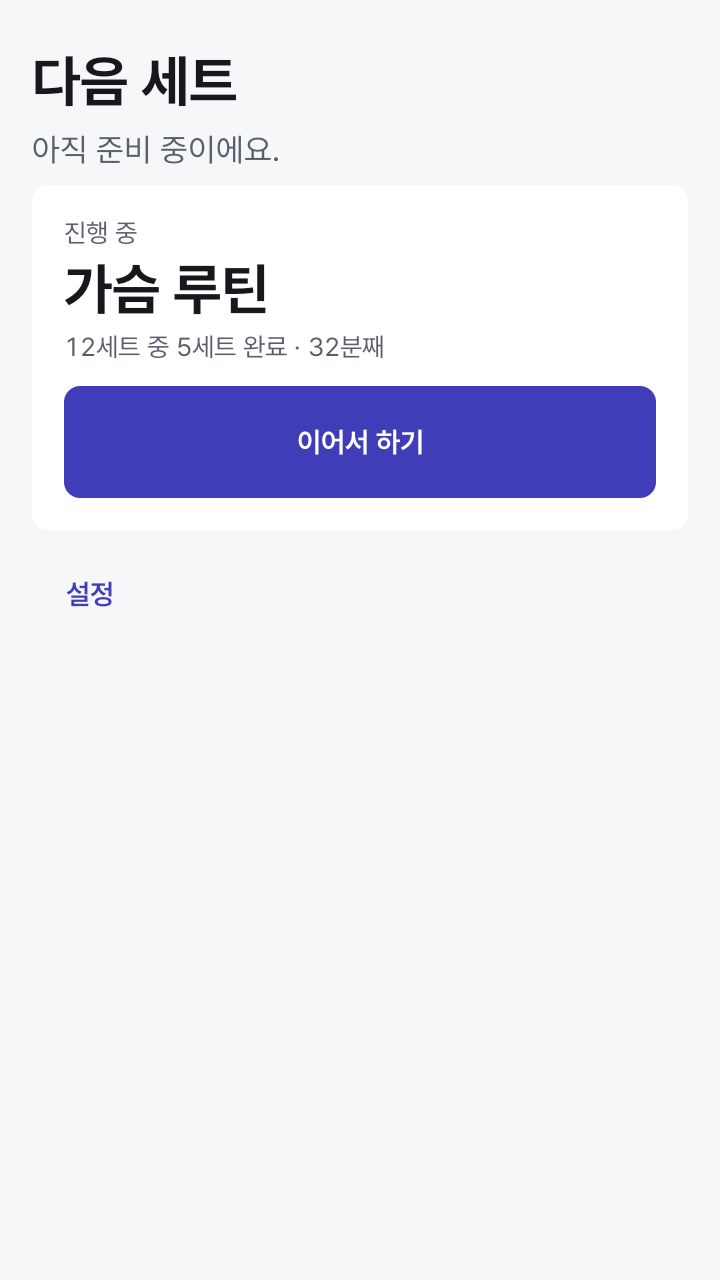 다음 세트
아직 준비 중이에요.
진행 중
가슴 루틴
12세트 중 5세트 완료 · 32분째
이어서 하기
설정